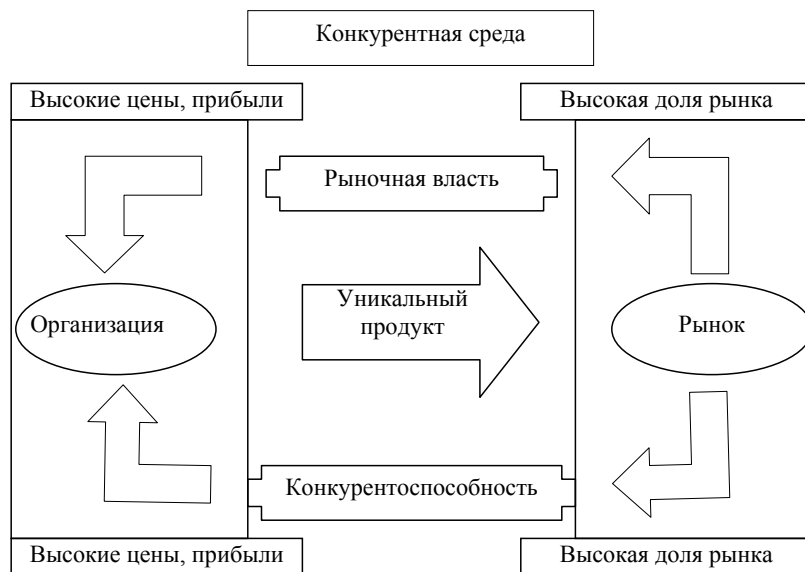 Конкурентная среда
Высокие цены, прибыли
Высокая доля рынка
Рыночная власть
Уникальный
продукт
Организация
Рынок
Конкурентоспособность
Высокие цены, прибыли
Высокая доля рынка